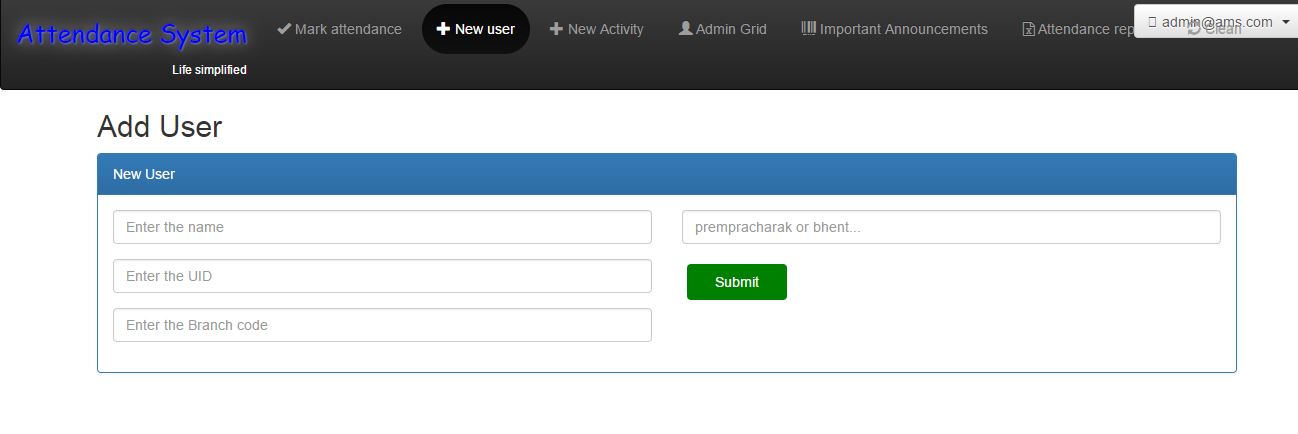 Attendance System
Life simplified
Mark attendance
New user
New Activity
Admin Grid
Important Announcements
Attendance rep
Clean
admin@ams.com
Add User
New User
Enter the name
prempracharak or bhent...
Enter the UID
Submit
Enter the Branch code